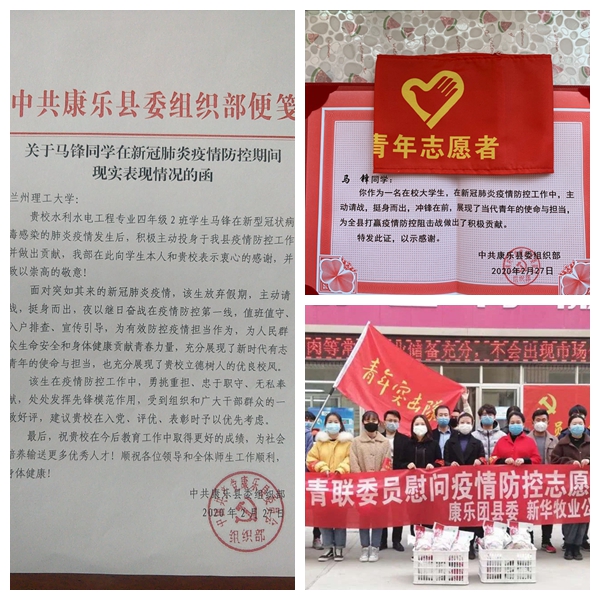 中共康乐县委组织部便笺
关于马锋同学在新冠肺炎疫情防控期间
现实表现情况的函
兰州理工大学：
贵校水利水电工程专业四年级2班学生马锋在新型冠状病
毒感染的肺炎疫情发生后，积极主动投身于我县疫情防控工作
并做出贡献，我部在此向学生本人和贵校表示衷心的感谢，并
致以崇高的敬意！
面对突如其来的新冠肺炎疫情，该生放弃假期，主动请
战，挺身而出，夜以继日奋战在疫情防控第一线，值班值守、
入户排查、宣传引导，为有效防控疫情担当作为，为人民群
众生命安全和身体健康贡献青春力量，充分展现了新时代有志
青年的使命与担当，也充分展现了贵校立德树人的优良校风。
该生在疫情防控工作中，勇挑重担、忠于职守、无私奉
献，处处发挥先锋模范作用，受到组织和广大干部群众的一
致好评，建议贵校在入党、评优、表彰时予以优先考虑。
最后，祝贵校在今后教育工作中取得更好的成绩，为社会
培养输送更多优秀人才！顺祝各位领导和全体师生工作顺利、
身体健康！
中共康乐县委组织部
2020年2月27日
组织部
青年志愿者
马 锋同学：
你作为一名在校大学生，在新冠肺炎疫情防控工作中，主
动请战，挺身而出，冲锋在前，展现了当代青年的使命与担当，
为全县打赢疫情防控阻击战做出了积极贡献。
特发此证，以示感谢。
中共康乐县委组织部
2020年2月27日
肉等常
储备充分，不会出现市场
青年突击队
青联委员慰问疫情防控志愿
康乐团县委 新华牧业公